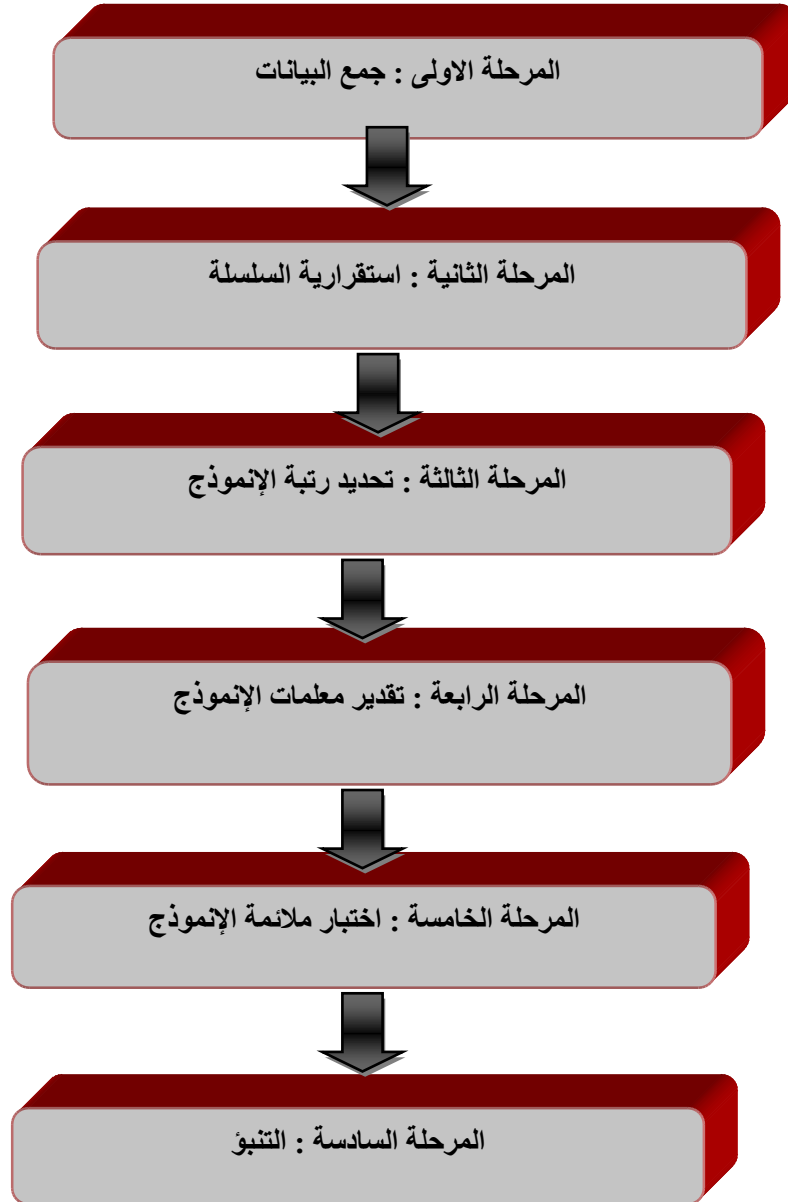 المرحلة الاولى : جمع البيانات
المرحلة الثانية : استقرارية السلسلة
المرحلة الثالثة : تحديد رتبة الإنموذج
المرحلة الرابعة : تقدير معلمات الإنموذج
المرحلة الخامسة : اختبار ملائمة الإنموذج
المرحلة السادسة : التنبؤ